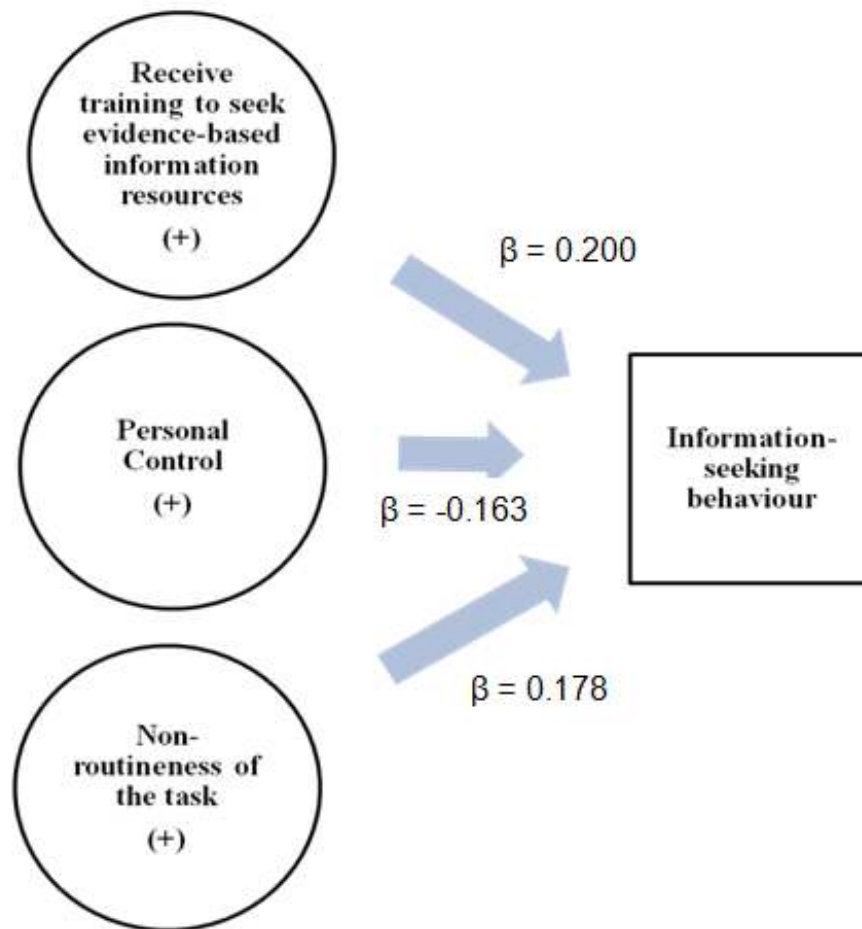 Receive
training to seek
evidence-based
information
resources
(+)
β = 0.200
Personal
Control
(+)
β = -0.163
Information-
seeking
behaviour
Non-
routineness of
the task
(+)
β = 0.178